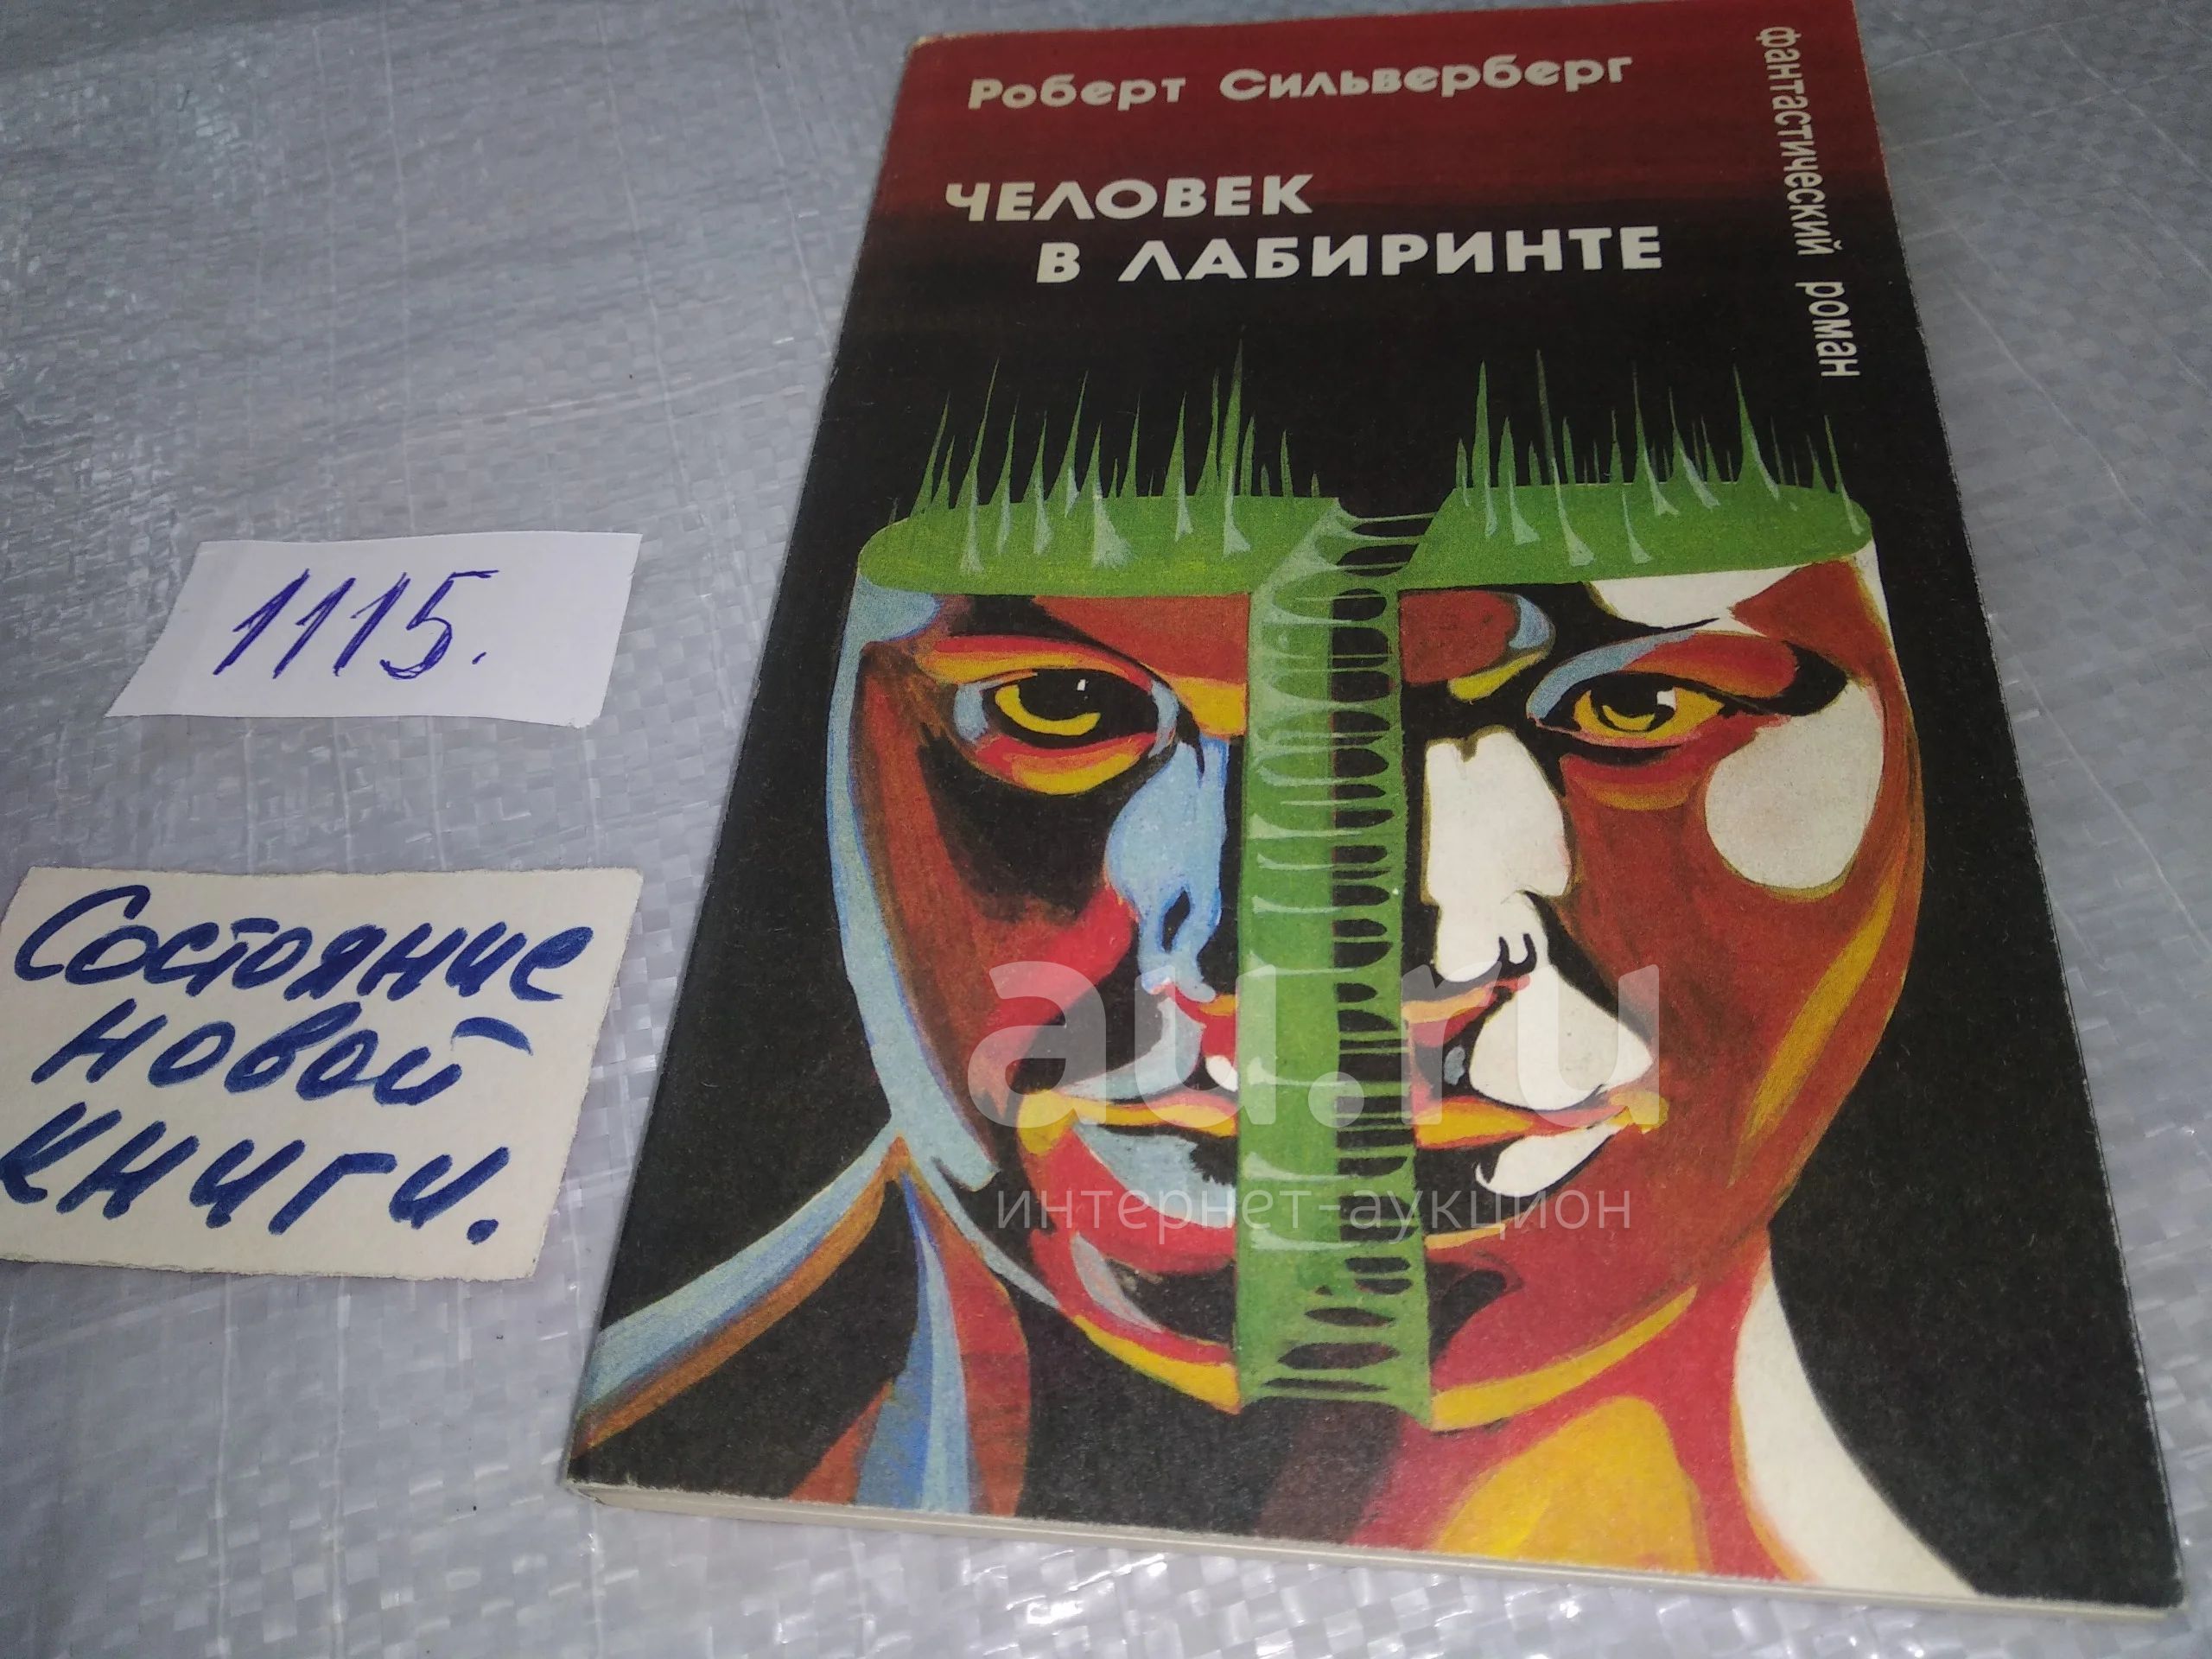 Роберт Сильверберг
ЧЕЛОВЕК
В ЛАБИРИНТЕ
фантастический роман
1115.
Состояние
новой
книги.
au.ru
интернет-аукцион